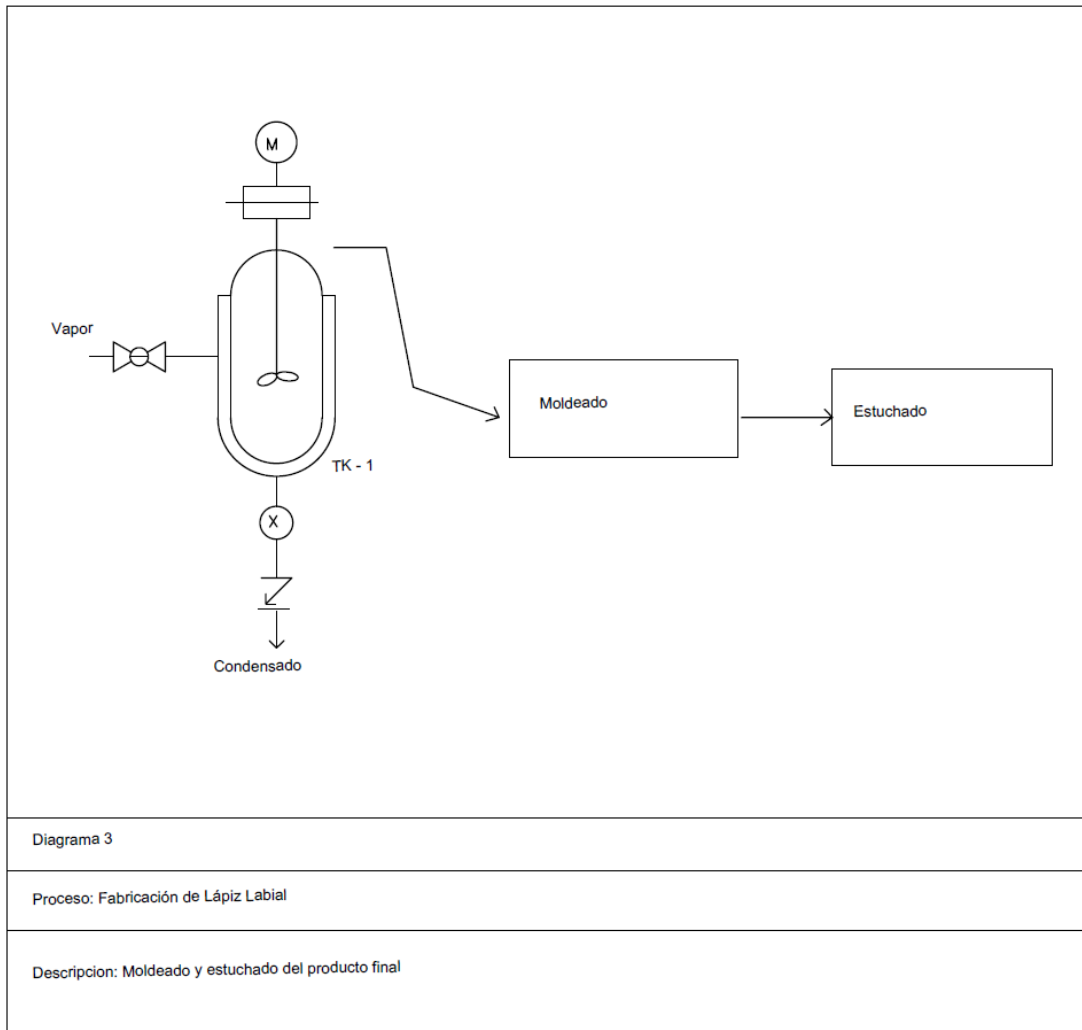 M
Vapor
Moldeado
Estuchado
TK - 1
X
Condensado
Diagrama 3
Proceso: Fabricación de Lápiz Labial
Descripcion: Moldeado y estuchado del producto final